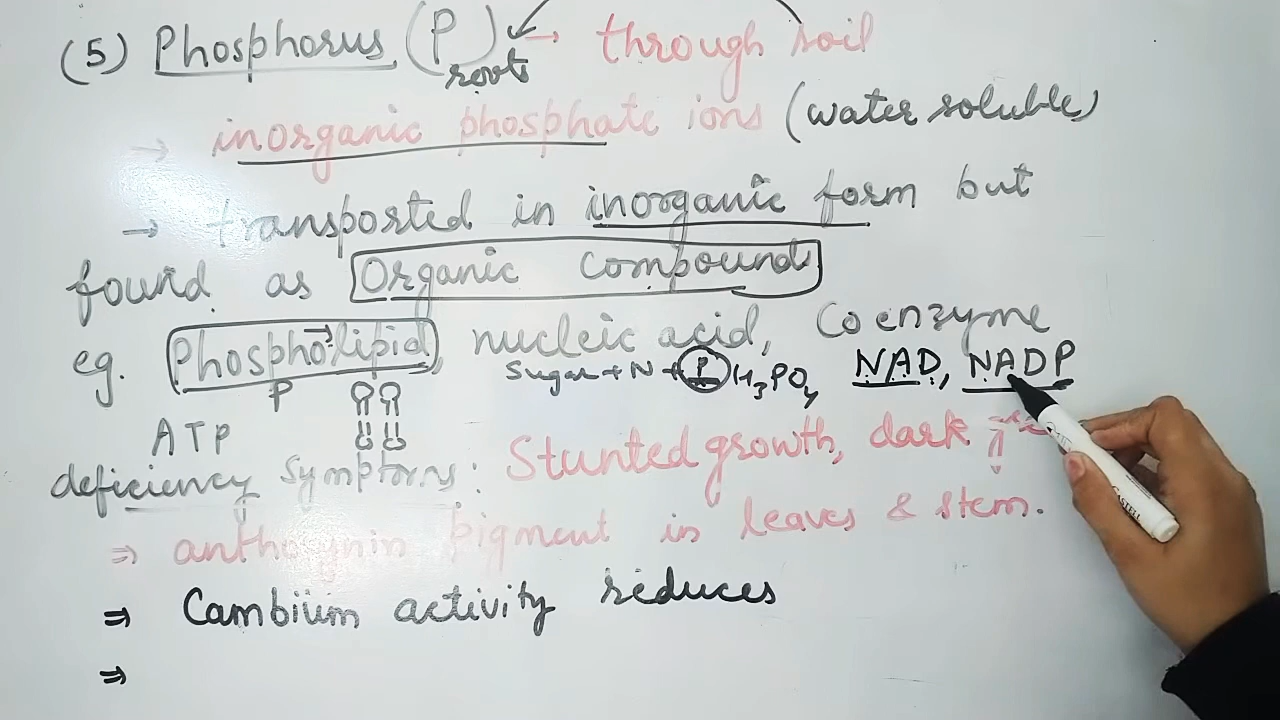 (5) Phosphorus (P) → through soil
roots
→ inorganic phosphate ions (water soluble)
→ transported in inorganic form but
found as Organic Compound
eg. Phospho→lipid, nucleic acid, Coenzyme
P Sugar + N + P H3PO4 NAD, NADP
ATP
deficiency symptoms: Stunted growth, dark
⇒ pigment in leaves & stem.
⇒ Cambium activity reduces
⇒